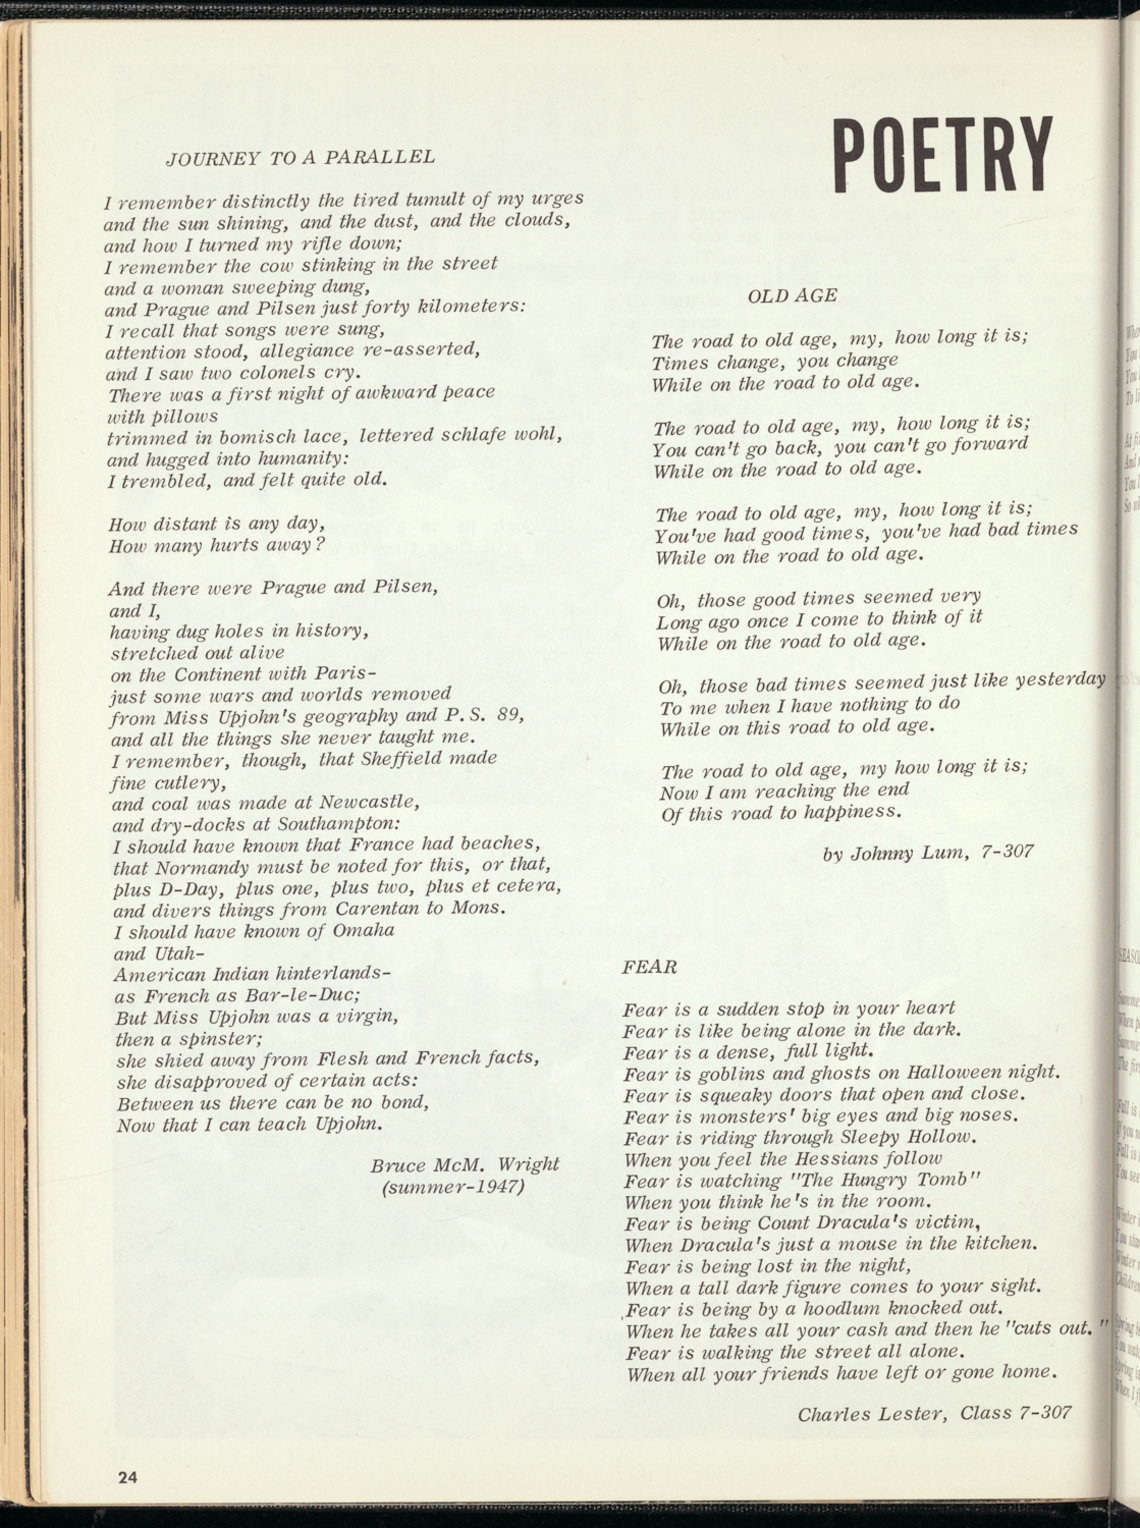 POETRY
JOURNEY TO A PARALLEL
I remember distinctly the tired tumult of my urges
and the sun shining, and the dust, and the clouds,
and how I turned my rifle down;
I remember the cow stinking in the street
and a woman sweeping dung,
and Prague and Pilsen just forty kilometers:
I recall that songs were sung,
attention stood, allegiance re-asserted,
and I saw two colonels cry.
There was a first night of awkward peace
with pillows
trimmed in bomisch lace, lettered schlafe wohl,
and hugged into humanity:
I trembled, and felt quite old.
How distant is any day,
How many hurts away?
And there were Prague and Pilsen,
and I,
having dug holes in history,
stretched out alive
on the Continent with Paris-
just some wars and worlds removed
from Miss Upjohn's geography and P.S. 89,
and all the things she never taught me.
I remember, though, that Sheffield made
fine cutlery,
and coal was made at Newcastle,
and dry-docks at Southampton:
I should have known that France had beaches,
that Normandy must be noted for this, or that,
plus D-Day, plus one, plus two, plus et cetera,
and divers things from Carentan to Mons.
I should have known of Omaha
and Utah-
American Indian hinterlands-
as French as Bar-le-Duc;
But Miss Upjohn was a virgin,
then a spinster;
she shied away from Flesh and French facts,
she disapproved of certain acts:
Between us there can be no bond,
Now that I can teach Upjohn.
Bruce McM. Wright
(summer-1947)
OLD AGE
The road to old age, my, how long it is;
Times change, you change
While on the road to old age.
The road to old age, my, how long it is;
You can't go back, you can't go forward
While on the road to old age.
The road to old age, my, how long it is;
You've had good times, you've had bad times
While on the road to old age.
Oh, those good times seemed very
Long ago once I come to think of it
While on the road to old age.
Oh, those bad times seemed just like yesterday
To me when I have nothing to do
While on this road to old age.
The road to old age, my how long it is;
Now I am reaching the end
Of this road to happiness.
by Johnny Lum, 7-307
FEAR
Fear is a sudden stop in your heart
Fear is like being alone in the dark.
Fear is a dense, full light.
Fear is goblins and ghosts on Halloween night.
Fear is squeaky doors that open and close.
Fear is monsters' big eyes and big noses.
Fear is riding through Sleepy Hollow.
When you feel the Hessians follow
Fear is watching "The Hungry Tomb"
When you think he's in the room.
Fear is being Count Dracula's victim,
When Dracula's just a mouse in the kitchen.
Fear is being lost in the night,
When a tall dark figure comes to your sight.
Fear is being by a hoodlum knocked out.
When he takes all your cash and then he "cuts out."
Fear is walking the street all alone.
When all your friends have left or gone home.
Charles Lester, Class 7-307
24